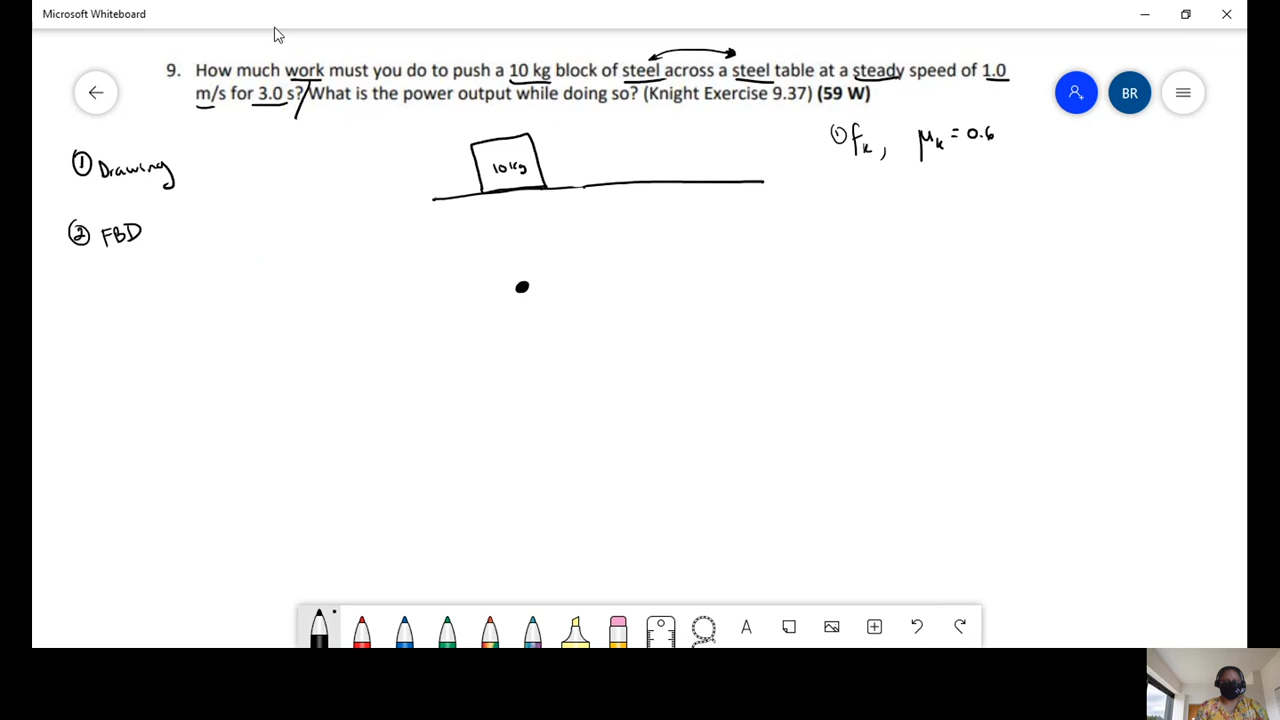 Microsoft Whiteboard
9. How much work must you do to push a 10 kg block of steel across a steel table at a steady speed of 1.0
m/s for 3.0 s? What is the power output while doing so? (Knight Exercise 9.37) (59 W)
BR
① fk, μk = 0.6
① Drawing
10kg
② FBD
A